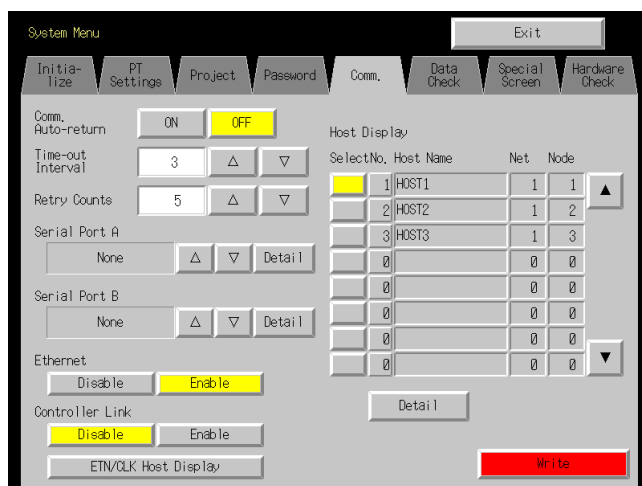 System Menu
Exit
Initia-
lize
PT
Settings
Project
Password
Comm.
Data
Check
Special
Screen
Hardware
Check
Comm.
Auto-return
ON
OFF
Time-out
Interval
3
△
▽
Retry Counts
5
△
▽
Serial Port A
None
△
▽
Detail
Serial Port B
None
△
▽
Detail
Ethernet
Disable
Enable
Controller Link
Disable
Enable
ETN/CLK Host Display
Host Display
Select No. Host Name Net Node
1 HOST1 1 1
2 HOST2 1 2
3 HOST3 1 3
0 0 0
0 0 0
0 0 0
0 0 0
0 0 0
▲
▼
Detail
Write